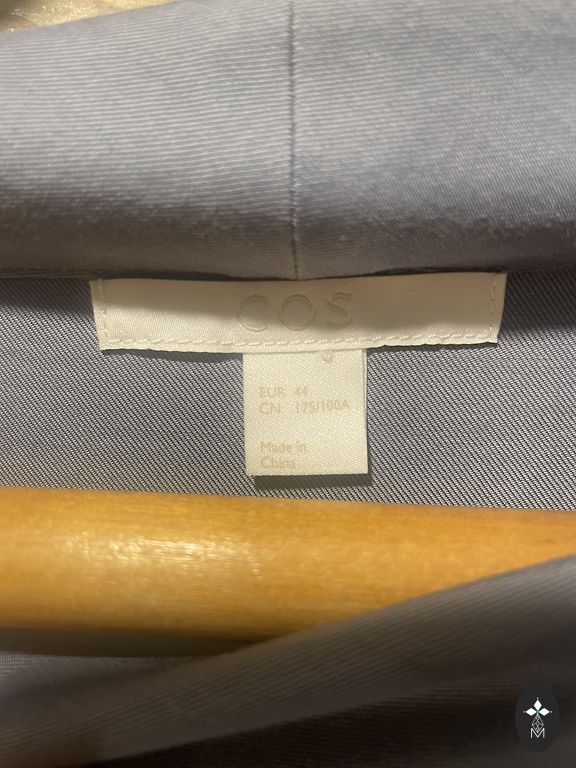 COS
EUR 44
CN 175/100A
Made in
China
M